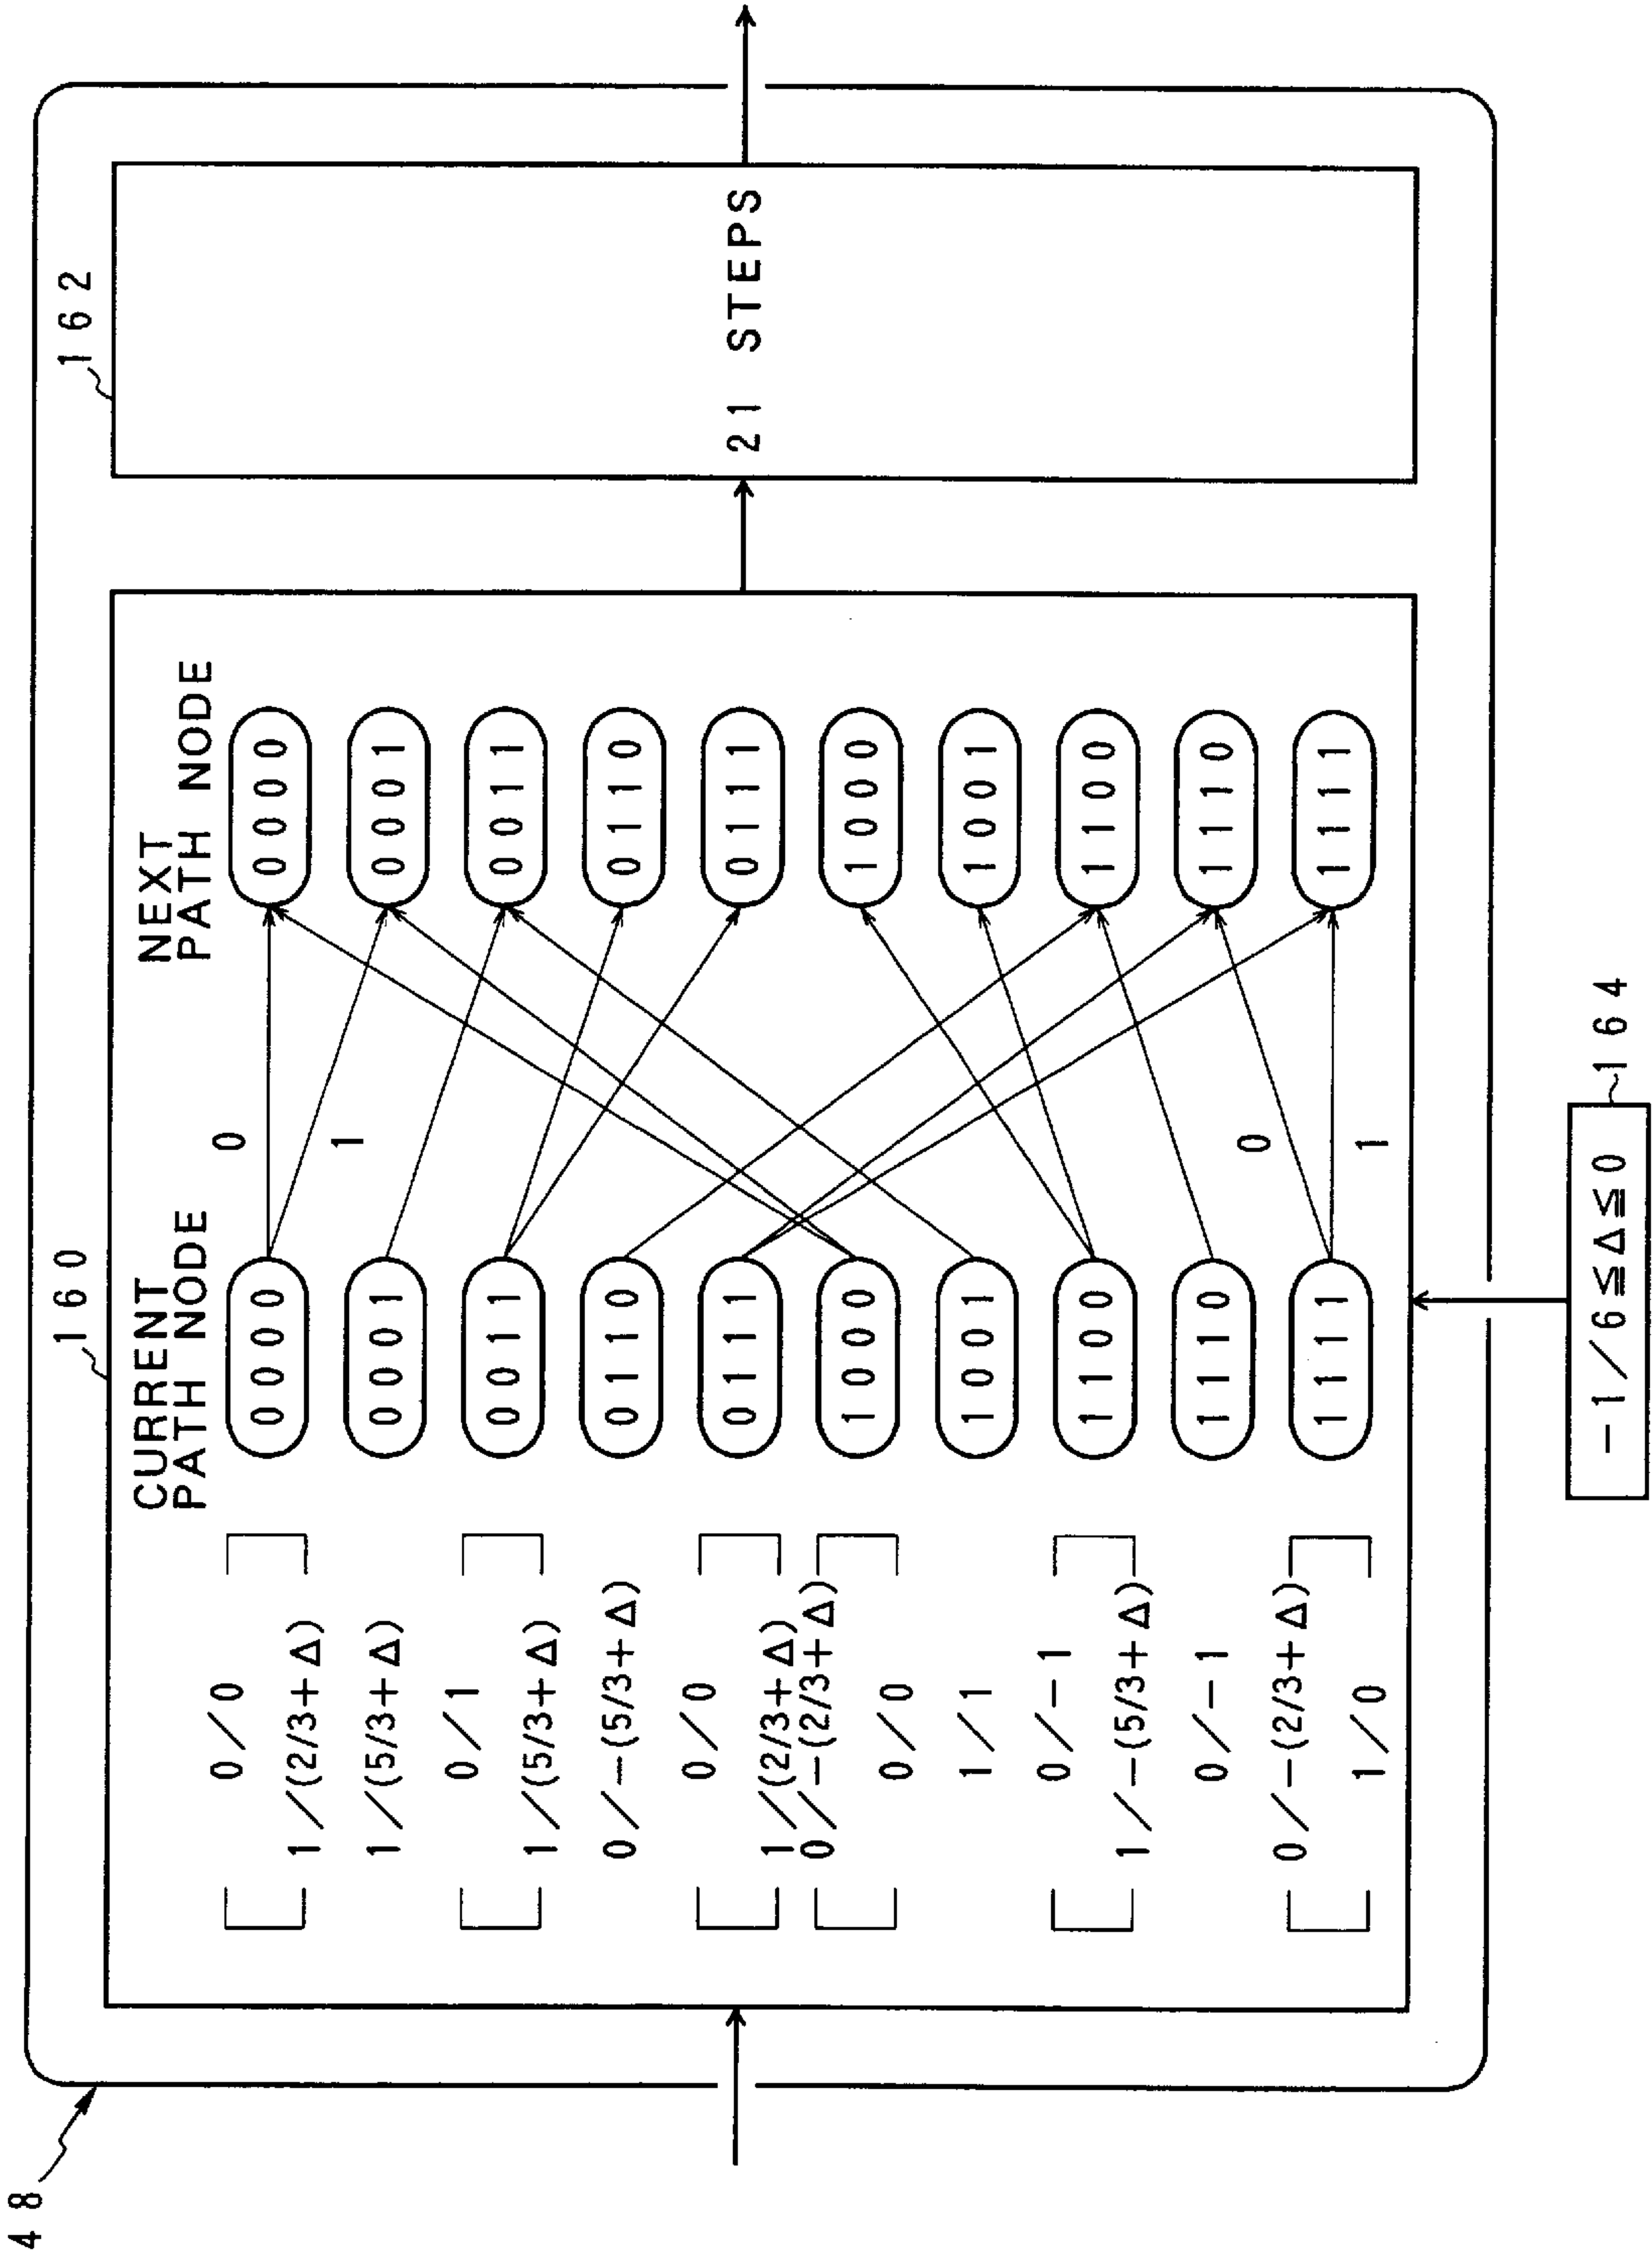 48
160
162
CURRENT
PATH NODE
NEXT
PATH NODE
0/0
1/(2/3+Δ)
1/(5/3+Δ)
0/1
1/(5/3+Δ)
0/-(5/3+Δ)
0/0
1/(2/3+Δ)
0/-(2/3+Δ)
0/0
1/1
0/-1
1/-(5/3+Δ)
0/-1
0/-(2/3+Δ)
1/0
0000
0001
0011
0110
0111
1000
1001
1100
1110
1111
0
1
0
1
0000
0001
0011
0110
0111
1000
1001
1100
1110
1111
21 STEPS
-1/6≦Δ≦0
164